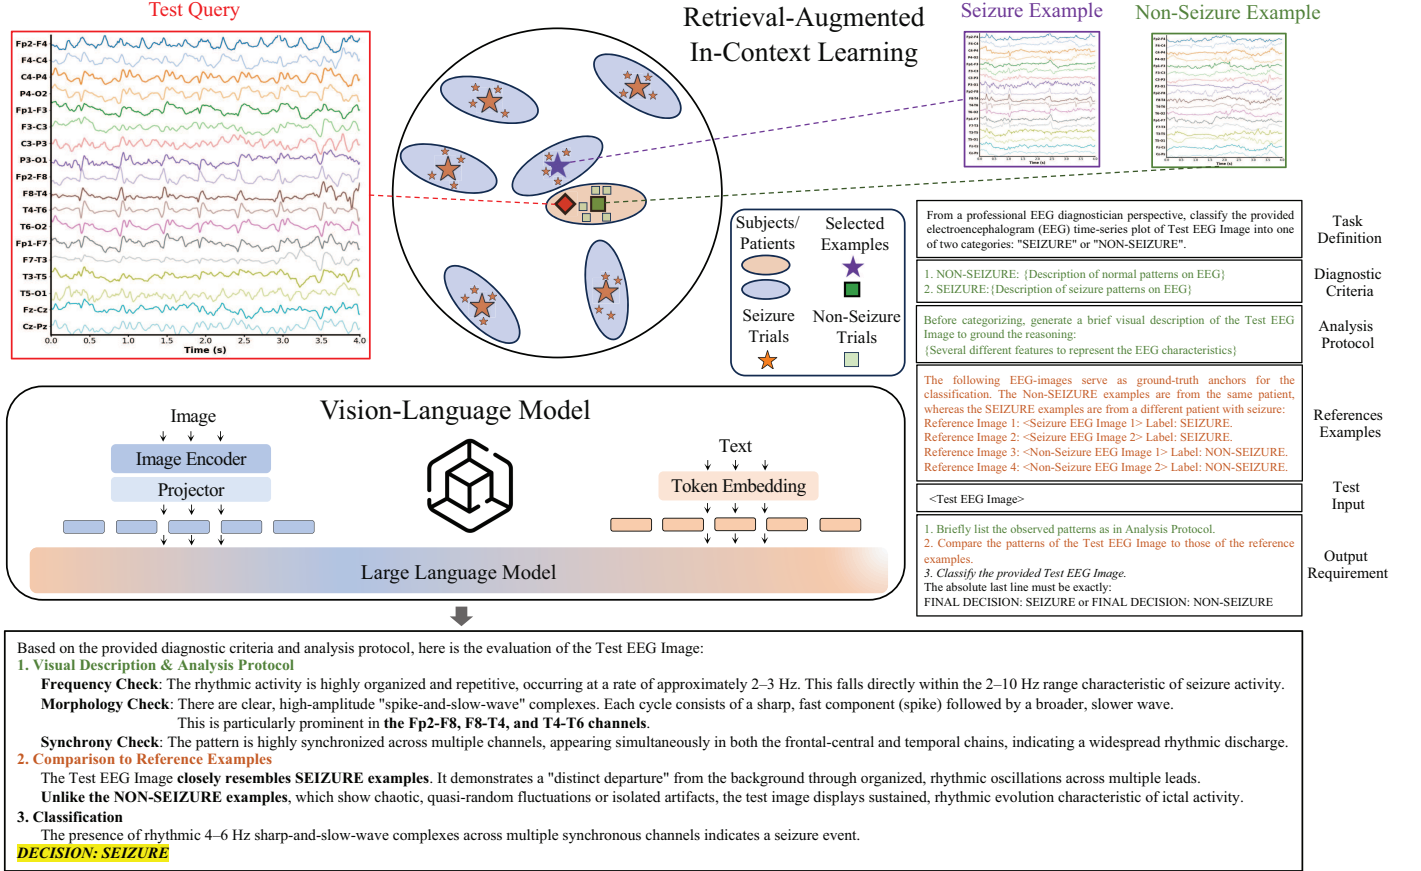 Test Query
Fp2-F4
F4-C4
C4-P4
P4-O2
Fp1-F3
F3-C3
C3-P3
P3-O1
Fp2-F8
F8-T4
T4-T6
T6-O2
Fp1-F7
F7-T3
T3-T5
T5-O1
Fz-Cz
Cz-Pz
0.0 0.5 1.0 1.5 2.0 2.5 3.0 3.5 4.0
Time (s)
Retrieval-Augmented
In-Context Learning
Seizure Example
Time (s)
Non-Seizure Example
Time (s)
Subjects/
Patients
Selected
Examples
Seizure
Trials
Non-Seizure
Trials
From a professional EEG diagnostician perspective, classify the provided
electroencephalogram (EEG) time-series plot of Test EEG Image into one
of two categories: "SEIZURE" or "NON-SEIZURE".
Task
Definition
1. NON-SEIZURE: {Description of normal patterns on EEG}
2. SEIZURE:{Description of seizure patterns on EEG}
Diagnostic
Criteria
Before categorizing, generate a brief visual description of the Test EEG
Image to ground the reasoning:
{Several different features to represent the EEG characteristics}
Analysis
Protocol
The following EEG-images serve as ground-truth anchors for the
classification. The Non-SEIZURE examples are from the same patient,
whereas the SEIZURE examples are from a different patient with seizure:
Reference Image 1: <Seizure EEG Image 1> Label: SEIZURE.
Reference Image 2: <Seizure EEG Image 2> Label: SEIZURE.
Reference Image 3: <Non-Seizure EEG Image 1> Label: NON-SEIZURE.
Reference Image 4: <Non-Seizure EEG Image 2> Label: NON-SEIZURE.
References
Examples
<Test EEG Image>
Test
Input
1. Briefly list the observed patterns as in Analysis Protocol.
2. Compare the patterns of the Test EEG Image to those of the reference
examples.
3. Classify the provided Test EEG Image.
The absolute last line must be exactly:
FINAL DECISION: SEIZURE or FINAL DECISION: NON-SEIZURE
Output
Requirement
Vision-Language Model
Image
Image Encoder
Projector
Text
Token Embedding
Large Language Model
Based on the provided diagnostic criteria and analysis protocol, here is the evaluation of the Test EEG Image:
1. Visual Description & Analysis Protocol
Frequency Check: The rhythmic activity is highly organized and repetitive, occurring at a rate of approximately 2–3 Hz. This falls directly within the 2–10 Hz range characteristic of seizure activity.
Morphology Check: There are clear, high-amplitude "spike-and-slow-wave" complexes. Each cycle consists of a sharp, fast component (spike) followed by a broader, slower wave.
This is particularly prominent in the Fp2-F8, F8-T4, and T4-T6 channels.
Synchrony Check: The pattern is highly synchronized across multiple channels, appearing simultaneously in both the frontal-central and temporal chains, indicating a widespread rhythmic discharge.
2. Comparison to Reference Examples
The Test EEG Image closely resembles SEIZURE examples. It demonstrates a "distinct departure" from the background through organized, rhythmic oscillations across multiple leads.
Unlike the NON-SEIZURE examples, which show chaotic, quasi-random fluctuations or isolated artifacts, the test image displays sustained, rhythmic evolution characteristic of ictal activity.
3. Classification
The presence of rhythmic 4–6 Hz sharp-and-slow-wave complexes across multiple synchronous channels indicates a seizure event.
DECISION: SEIZURE